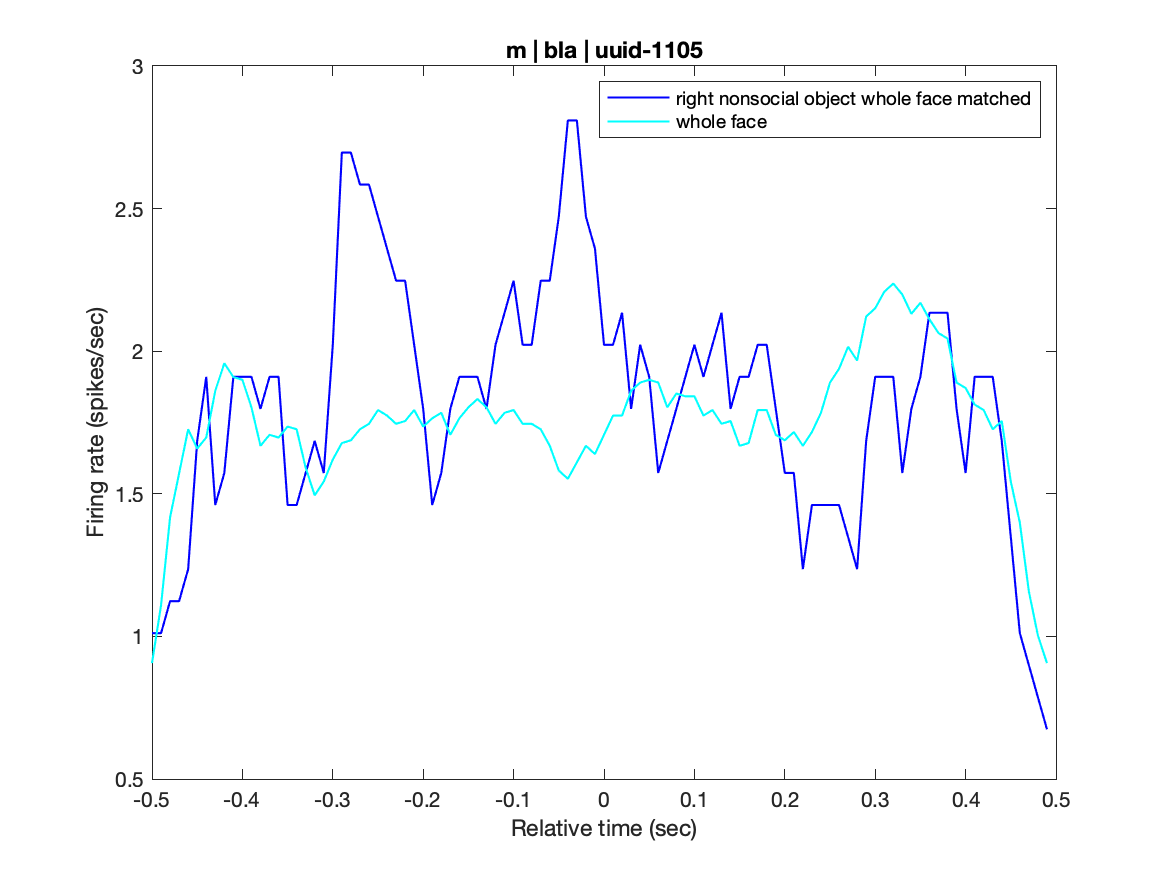 m | bla | uuid-1105
right nonsocial object whole face matched
whole face
Firing rate (spikes/sec)
3
2.5
2
1.5
1
0.5
-0.5 -0.4 -0.3 -0.2 -0.1 0 0.1 0.2 0.3 0.4 0.5
Relative time (sec)